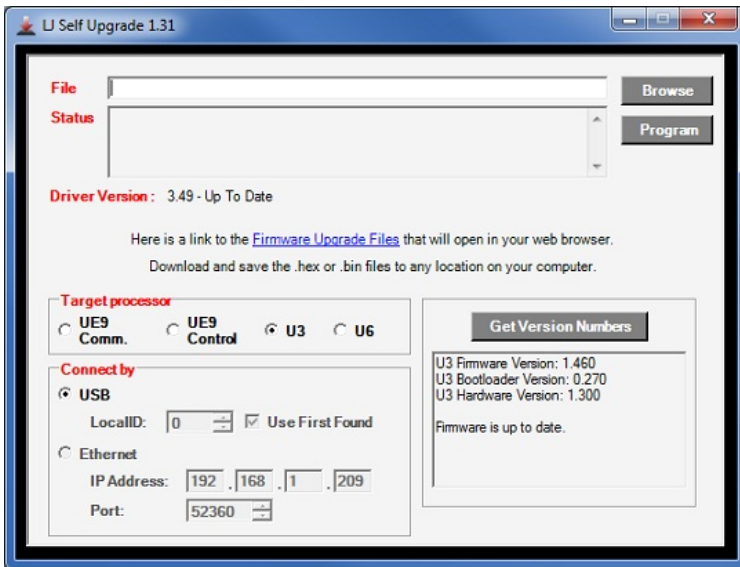 LJ Self Upgrade 1.31
File
Browse
Status
Program
Driver Version : 3.49 - Up To Date
Here is a link to the Firmware Upgrade Files that will open in your web browser.
Download and save the .hex or .bin files to any location on your computer.
Target processor
UE9 Comm.
UE9 Control
U3
U6
Connect by
USB
LocalID: 0 Use First Found
Ethernet
IP Address: 192 . 168 . 1 . 209
Port: 52360
Get Version Numbers
U3 Firmware Version: 1.460
U3 Bootloader Version: 0.270
U3 Hardware Version: 1.300
Firmware is up to date.